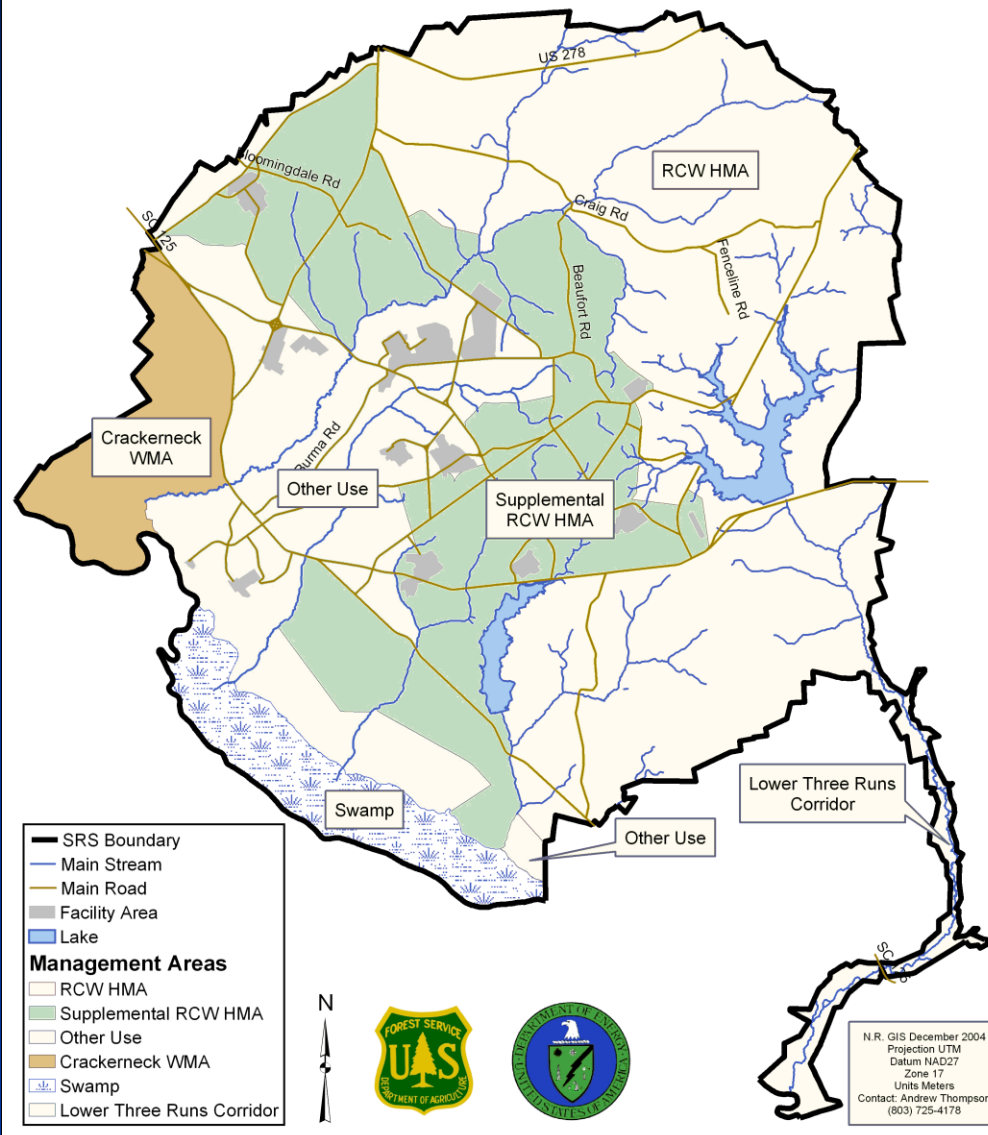 US 278
RCW HMA
Bloomingdale Rd
Craig Rd
SC 125
Fenceline Rd
Beaufort Rd
Crackerneck
WMA
Burma Rd
Other Use
Supplemental
RCW HMA
Lower Three Runs
Corridor
Swamp
Other Use
SRS Boundary
Main Stream
Main Road
Facility Area
Lake
Management Areas
RCW HMA
Supplemental RCW HMA
Other Use
Crackerneck WMA
Swamp
Lower Three Runs Corridor
N
FOREST SERVICE
US
DEPARTMENT OF AGRICULTURE
DEPARTMENT OF ENERGY
UNITED STATES OF AMERICA
N.R. GIS December 2004
Projection UTM
Datum NAD27
Zone 17
Units Meters
Contact: Andrew Thompson
(803) 725-4178